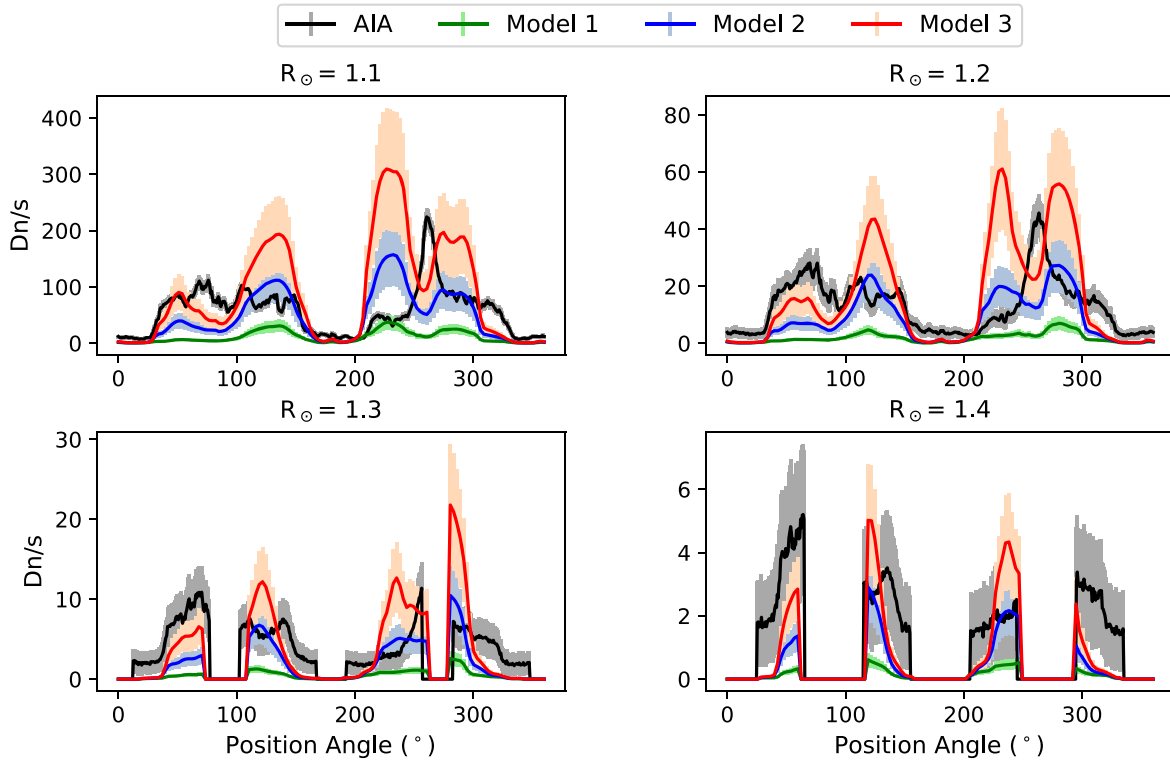 AIA Model 1 Model 2 Model 3
R⊙= 1.1
R⊙= 1.2
Dn/s
400
300
200
100
0
0 100 200 300
80
60
40
20
0
0 100 200 300
R⊙= 1.3
R⊙= 1.4
Dn/s
30
20
10
0
0 100 200 300
Position Angle (°)
6
4
2
0
0 100 200 300
Position Angle (°)